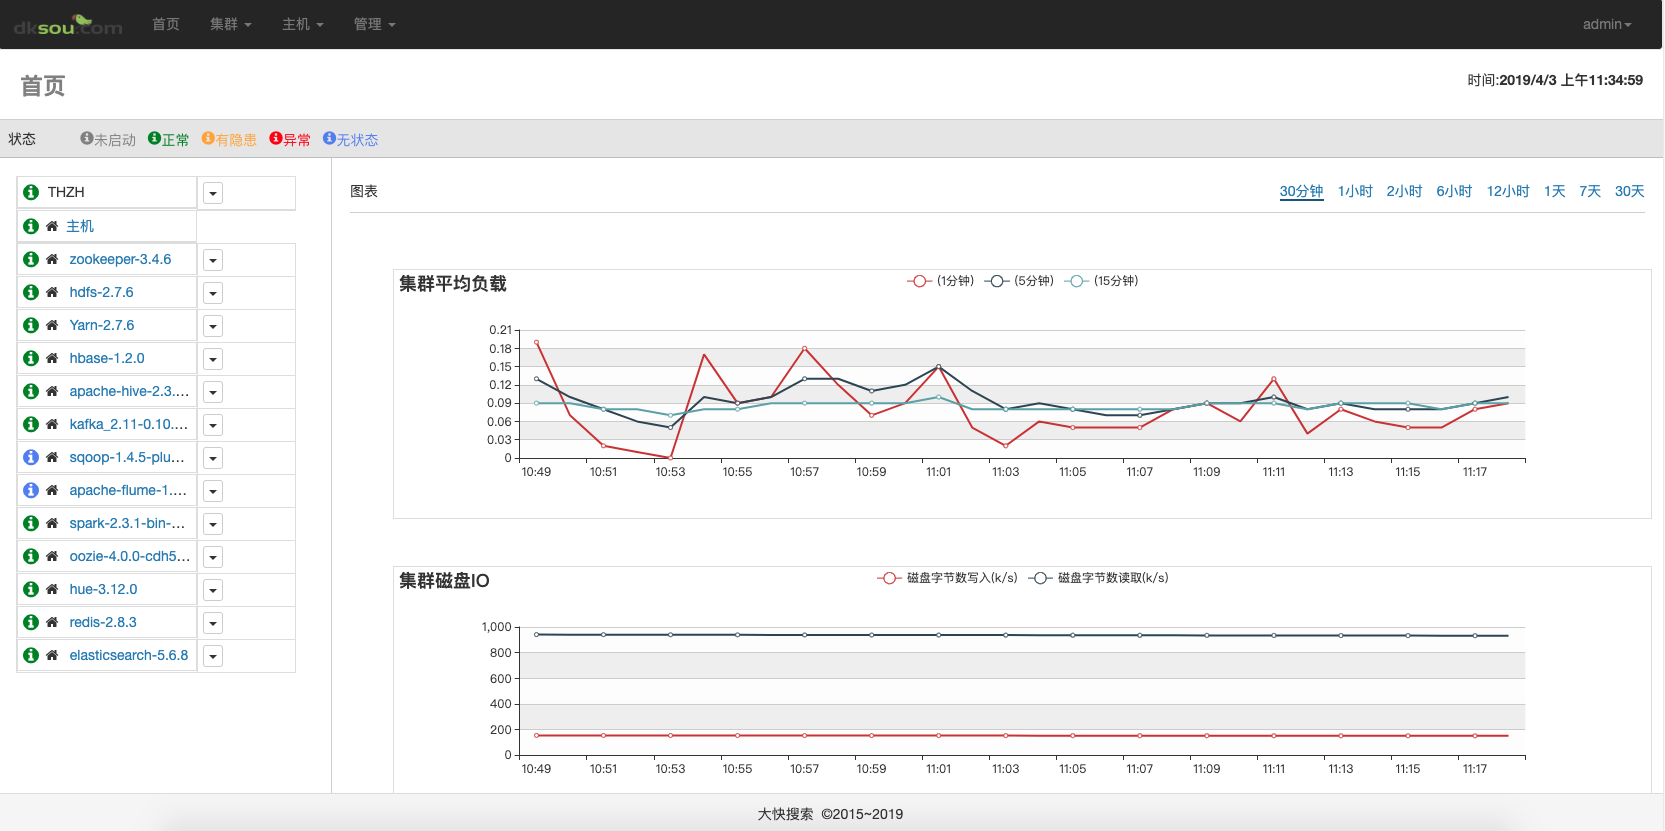 dksou.com 首页 集群 主机 管理 admin
首页 时间:2019/4/3 上午11:34:59
状态 未启动 正常 有隐患 异常 无状态
THZH
主机
zookeeper-3.4.6
hdfs-2.7.6
Yarn-2.7.6
hbase-1.2.0
apache-hive-2.3....
kafka_2.11-0.10....
sqoop-1.4.5-plu...
apache-flume-1....
spark-2.3.1-bin-...
oozie-4.0.0-cdh5...
hue-3.12.0
redis-2.8.3
elasticsearch-5.6.8
图表 30分钟 1小时 2小时 6小时 12小时 1天 7天 30天
集群平均负载 (1分钟) (5分钟) (15分钟)
0.21
0.18
0.15
0.12
0.09
0.06
0.03
0
10:49 10:51 10:53 10:55 10:57 10:59 11:01 11:03 11:05 11:07 11:09 11:11 11:13 11:15 11:17
集群磁盘IO 磁盘字节数写入(k/s) 磁盘字节数读取(k/s)
1,000
800
600
400
200
0
10:49 10:51 10:53 10:55 10:57 10:59 11:01 11:03 11:05 11:07 11:09 11:11 11:13 11:15 11:17
大快搜索 ©2015~2019